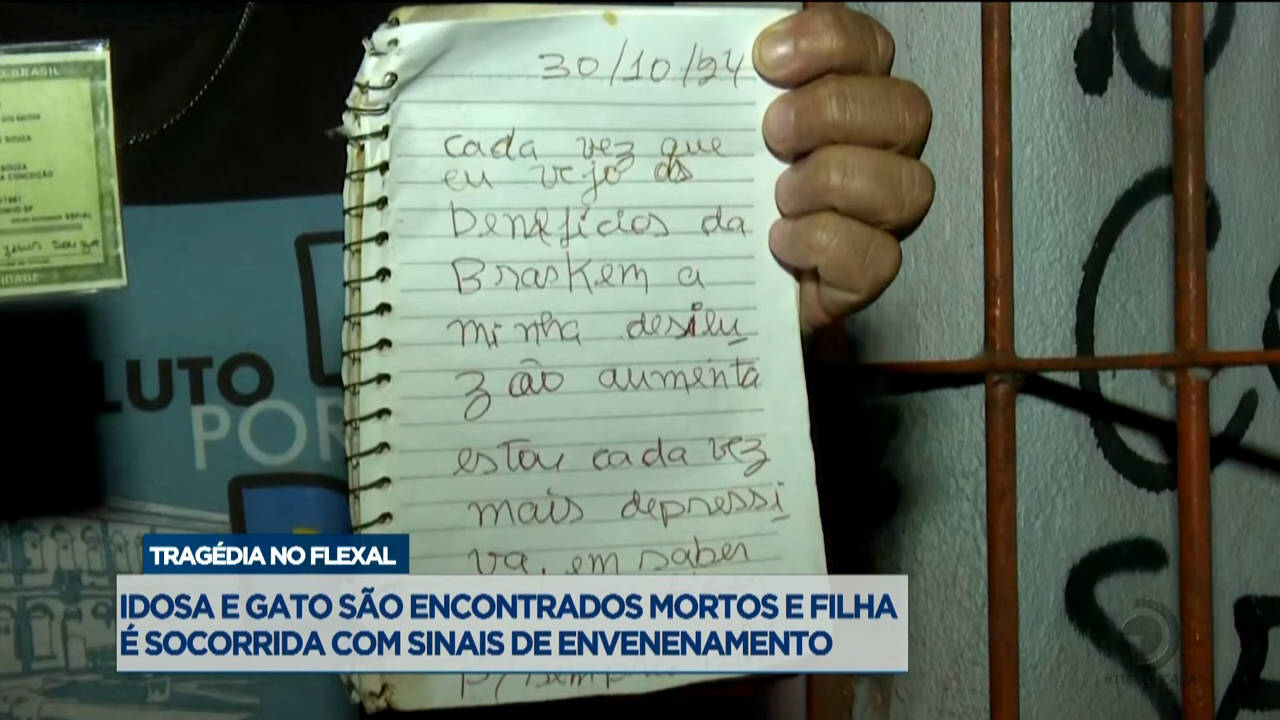 30/10/24
cada vez que
eu vejo os
benefícios da
Braskem a
minha desilu
zão aumenta
estou cada vez
mais depressi
va, em saber
LUTO
POR
TRAGÉDIA NO FLEXAL
IDOSA E GATO SÃO ENCONTRADOS MORTOS E FILHA
É SOCORRIDA COM SINAIS DE ENVENENAMENTO